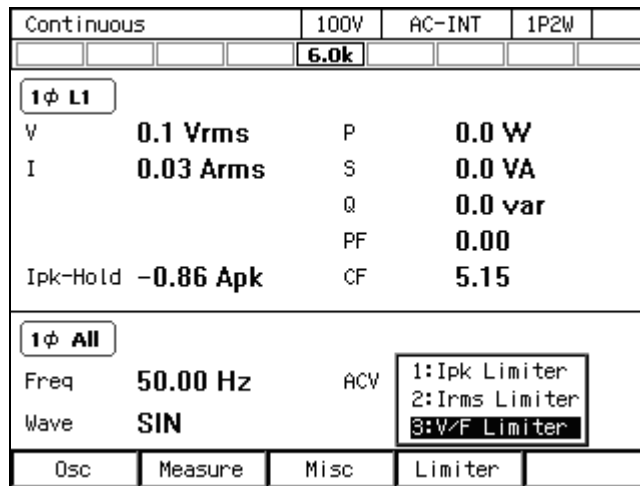 Continuous 100V AC-INT 1P2W
6.0k
1φ L1
V 0.1 Vrms P 0.0 W
I 0.03 Arms S 0.0 VA
Q 0.0 var
PF 0.00
Ipk-Hold -0.86 Apk CF 5.15
1φ All
Freq 50.00 Hz ACV
Wave SIN
1:Ipk Limiter
2:Irms Limiter
3:V/F Limiter
Osc Measure Misc Limiter